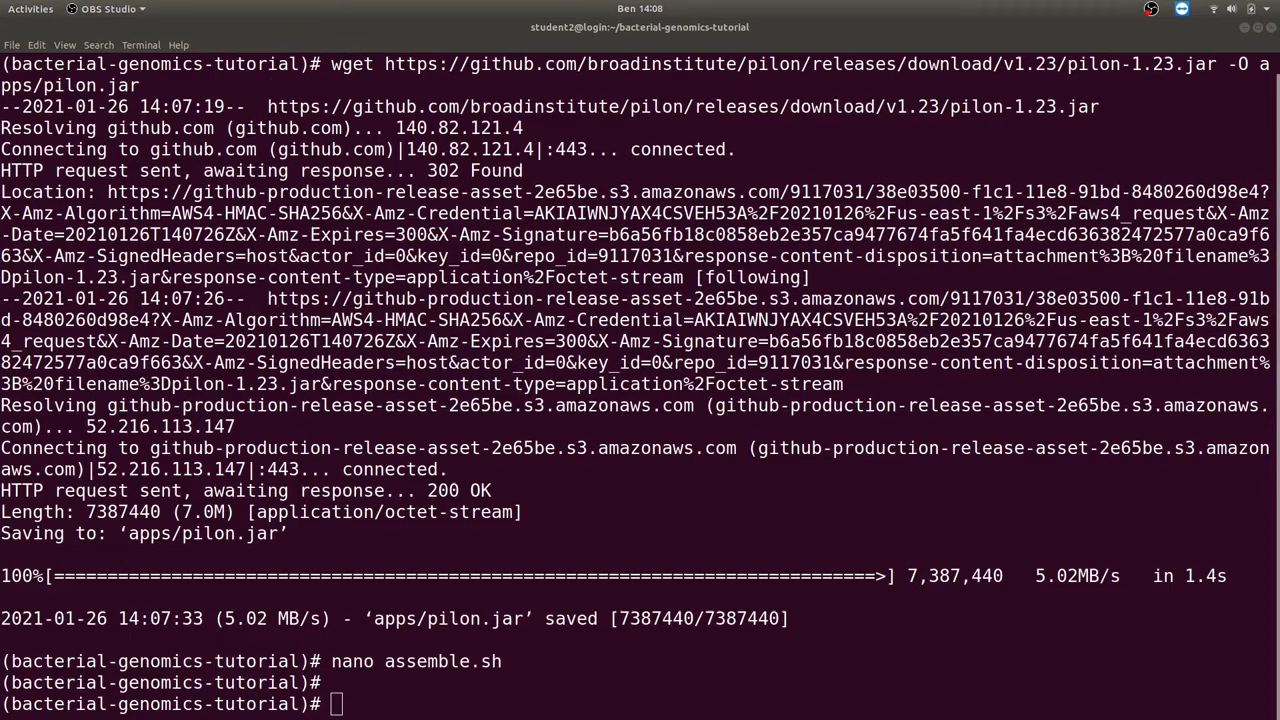 Activities OBS Studio Ben 14:08
student2@login:~/bacterial-genomics-tutorial
File Edit View Search Terminal Help
(bacterial-genomics-tutorial)# wget https://github.com/broadinstitute/pilon/releases/download/v1.23/pilon-1.23.jar -O a
pps/pilon.jar
--2021-01-26 14:07:19-- https://github.com/broadinstitute/pilon/releases/download/v1.23/pilon-1.23.jar
Resolving github.com (github.com)... 140.82.121.4
Connecting to github.com (github.com)|140.82.121.4|:443... connected.
HTTP request sent, awaiting response... 302 Found
Location: https://github-production-release-asset-2e65be.s3.amazonaws.com/9117031/38e03500-f1c1-11e8-91bd-8480260d98e4?
X-Amz-Algorithm=AWS4-HMAC-SHA256&X-Amz-Credential=AKIAIWNJYAX4CSVEH53A%2F20210126%2Fus-east-1%2Fs3%2Faws4_request&X-Amz
-Date=20210126T140726Z&X-Amz-Expires=300&X-Amz-Signature=b6a56fb18c0858eb2e357ca9477674fa5f641fa4ecd636382472577a0ca9f6
63&X-Amz-SignedHeaders=host&actor_id=0&key_id=0&repo_id=9117031&response-content-disposition=attachment%3B%20filename%3
Dpilon-1.23.jar&response-content-type=application%2Foctet-stream [following]
--2021-01-26 14:07:26-- https://github-production-release-asset-2e65be.s3.amazonaws.com/9117031/38e03500-f1c1-11e8-91b
d-8480260d98e4?X-Amz-Algorithm=AWS4-HMAC-SHA256&X-Amz-Credential=AKIAIWNJYAX4CSVEH53A%2F20210126%2Fus-east-1%2Fs3%2Faws
4_request&X-Amz-Date=20210126T140726Z&X-Amz-Expires=300&X-Amz-Signature=b6a56fb18c0858eb2e357ca9477674fa5f641fa4ecd6363
82472577a0ca9f663&X-Amz-SignedHeaders=host&actor_id=0&key_id=0&repo_id=9117031&response-content-disposition=attachment%
3B%20filename%3Dpilon-1.23.jar&response-content-type=application%2Foctet-stream
Resolving github-production-release-asset-2e65be.s3.amazonaws.com (github-production-release-asset-2e65be.s3.amazonaws.
com)... 52.216.113.147
Connecting to github-production-release-asset-2e65be.s3.amazonaws.com (github-production-release-asset-2e65be.s3.amazon
aws.com)|52.216.113.147|:443... connected.
HTTP request sent, awaiting response... 200 OK
Length: 7387440 (7.0M) [application/octet-stream]
Saving to: ‘apps/pilon.jar’
100%[=============================================================================>] 7,387,440 5.02MB/s in 1.4s
2021-01-26 14:07:33 (5.02 MB/s) - ‘apps/pilon.jar’ saved [7387440/7387440]
(bacterial-genomics-tutorial)# nano assemble.sh
(bacterial-genomics-tutorial)#
(bacterial-genomics-tutorial)#